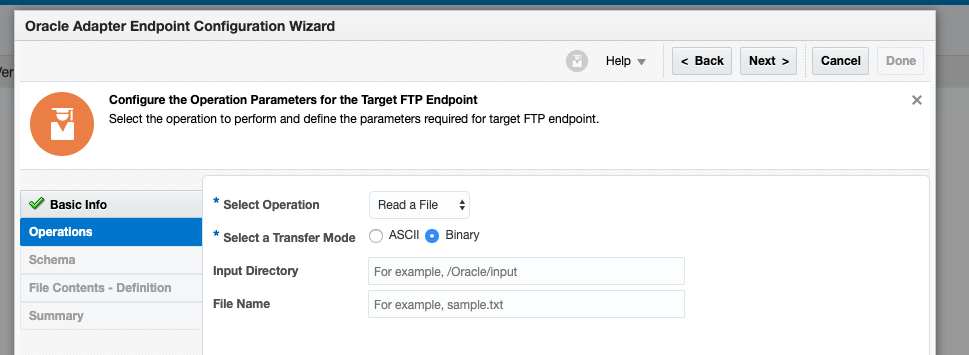 Oracle Adapter Endpoint Configuration Wizard
Help
< Back
Next >
Cancel
Done
Configure the Operation Parameters for the Target FTP Endpoint
Select the operation to perform and define the parameters required for target FTP endpoint.
Basic Info
Operations
Schema
File Contents - Definition
Summary
* Select Operation Read a File
* Select a Transfer Mode ASCII Binary
Input Directory For example, /Oracle/input
File Name For example, sample.txt